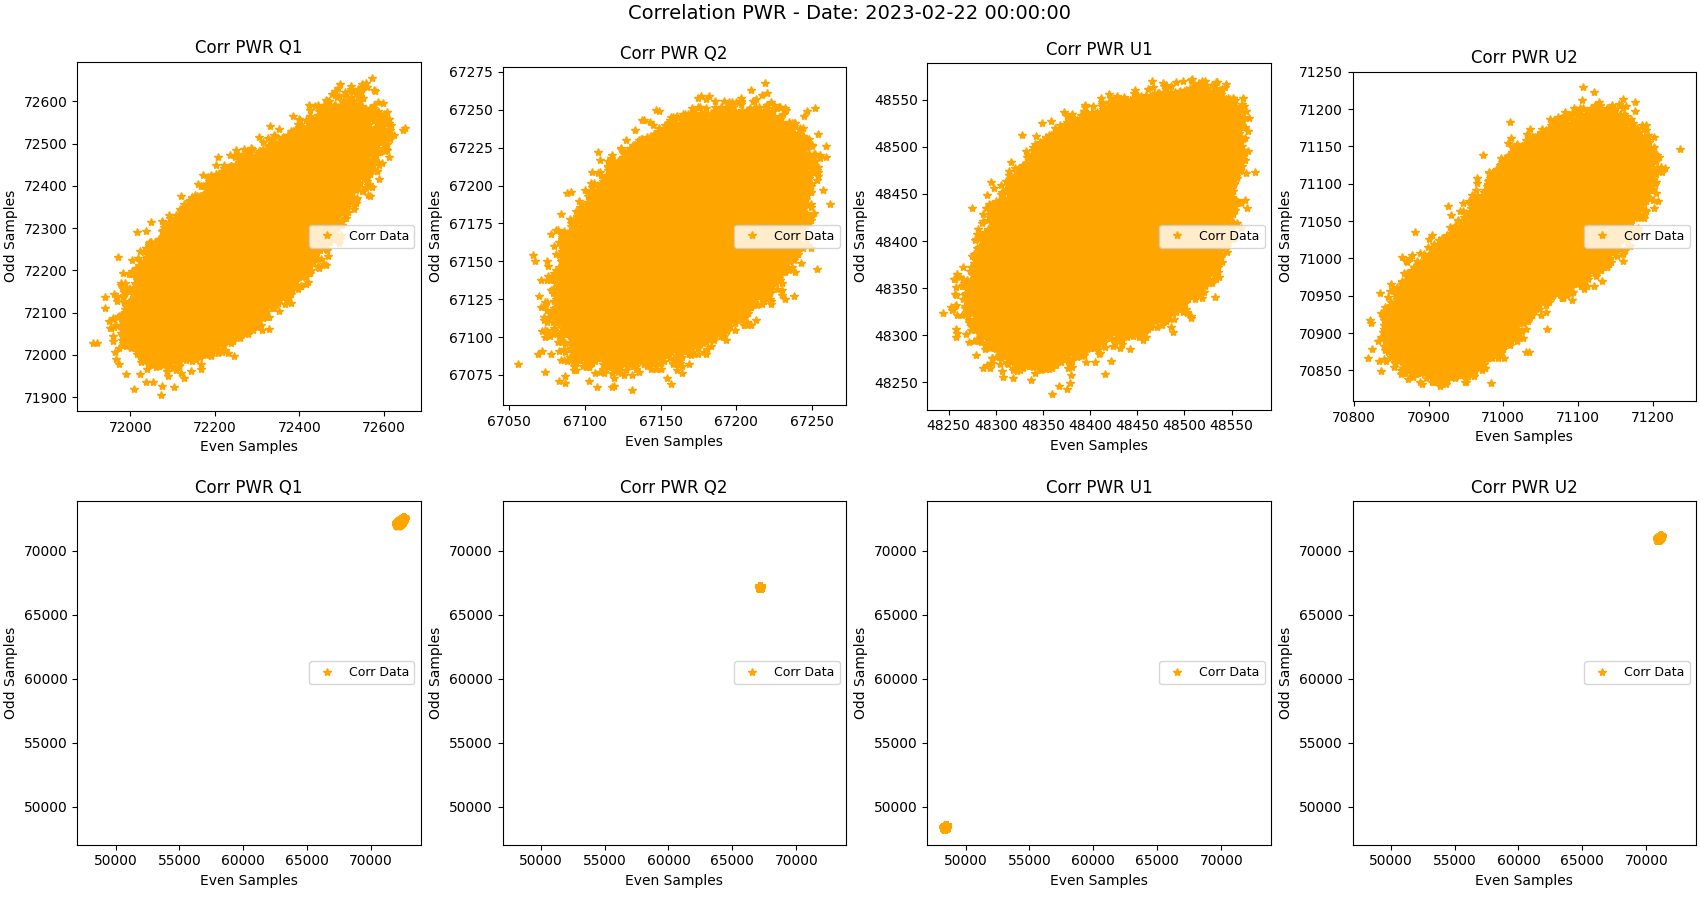 Correlation PWR - Date: 2023-02-22 00:00:00
Corr PWR Q1
Corr PWR Q2
Corr PWR U1
Corr PWR U2
Odd Samples
72600
72500
72400
72300
72200
72100
72000
71900
Corr Data
72000 72200 72400 72600
Even Samples
Odd Samples
67275
67250
67225
67200
67175
67150
67125
67100
67075
Corr Data
67050 67100 67150 67200 67250
Even Samples
Odd Samples
48550
48500
48450
48400
48350
48300
48250
Corr Data
48250 48300 48350 48400 48450 48500 48550
Even Samples
Odd Samples
71250
71200
71150
71100
71050
71000
70950
70900
70850
Corr Data
70800 70900 71000 71100 71200
Even Samples
Corr PWR Q1
Corr PWR Q2
Corr PWR U1
Corr PWR U2
Odd Samples
70000
65000
60000
55000
50000
Corr Data
50000 55000 60000 65000 70000
Even Samples
Odd Samples
70000
65000
60000
55000
50000
Corr Data
50000 55000 60000 65000 70000
Even Samples
Odd Samples
70000
65000
60000
55000
50000
Corr Data
50000 55000 60000 65000 70000
Even Samples
Odd Samples
70000
65000
60000
55000
50000
Corr Data
50000 55000 60000 65000 70000
Even Samples